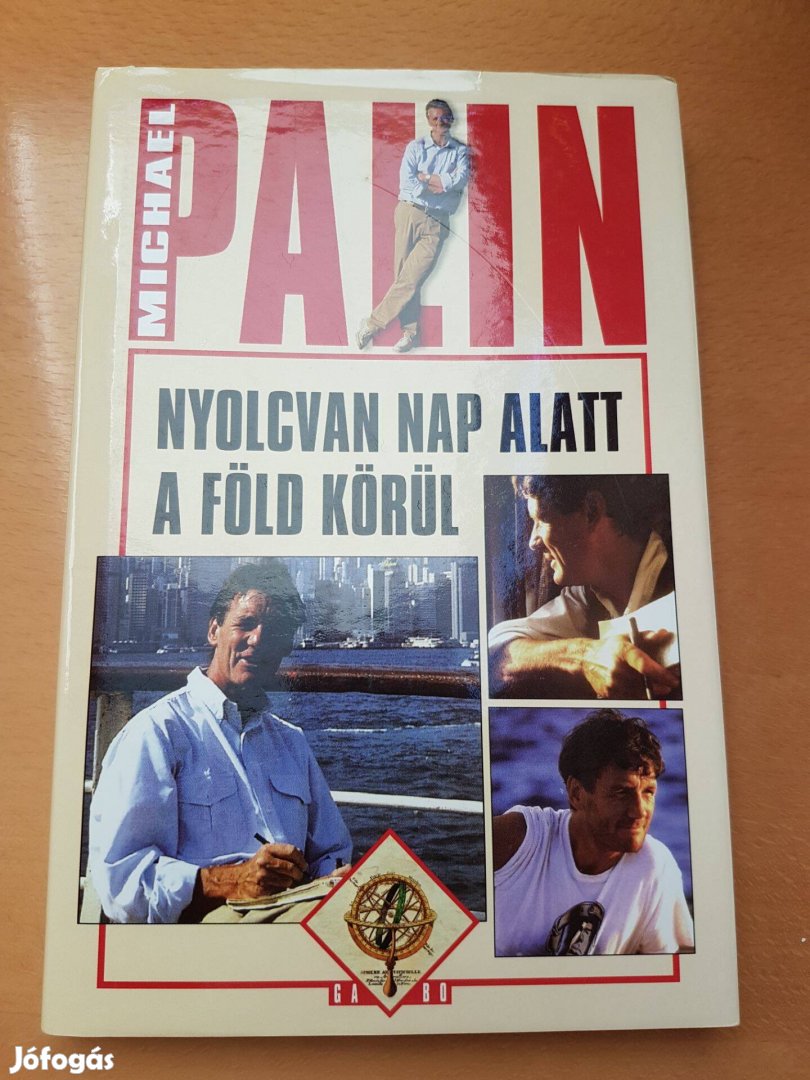 MICHAEL
PALIN
NYOLCVAN NAP ALATT
A FÖLD KÖRÜL
GA BO
Jófogás